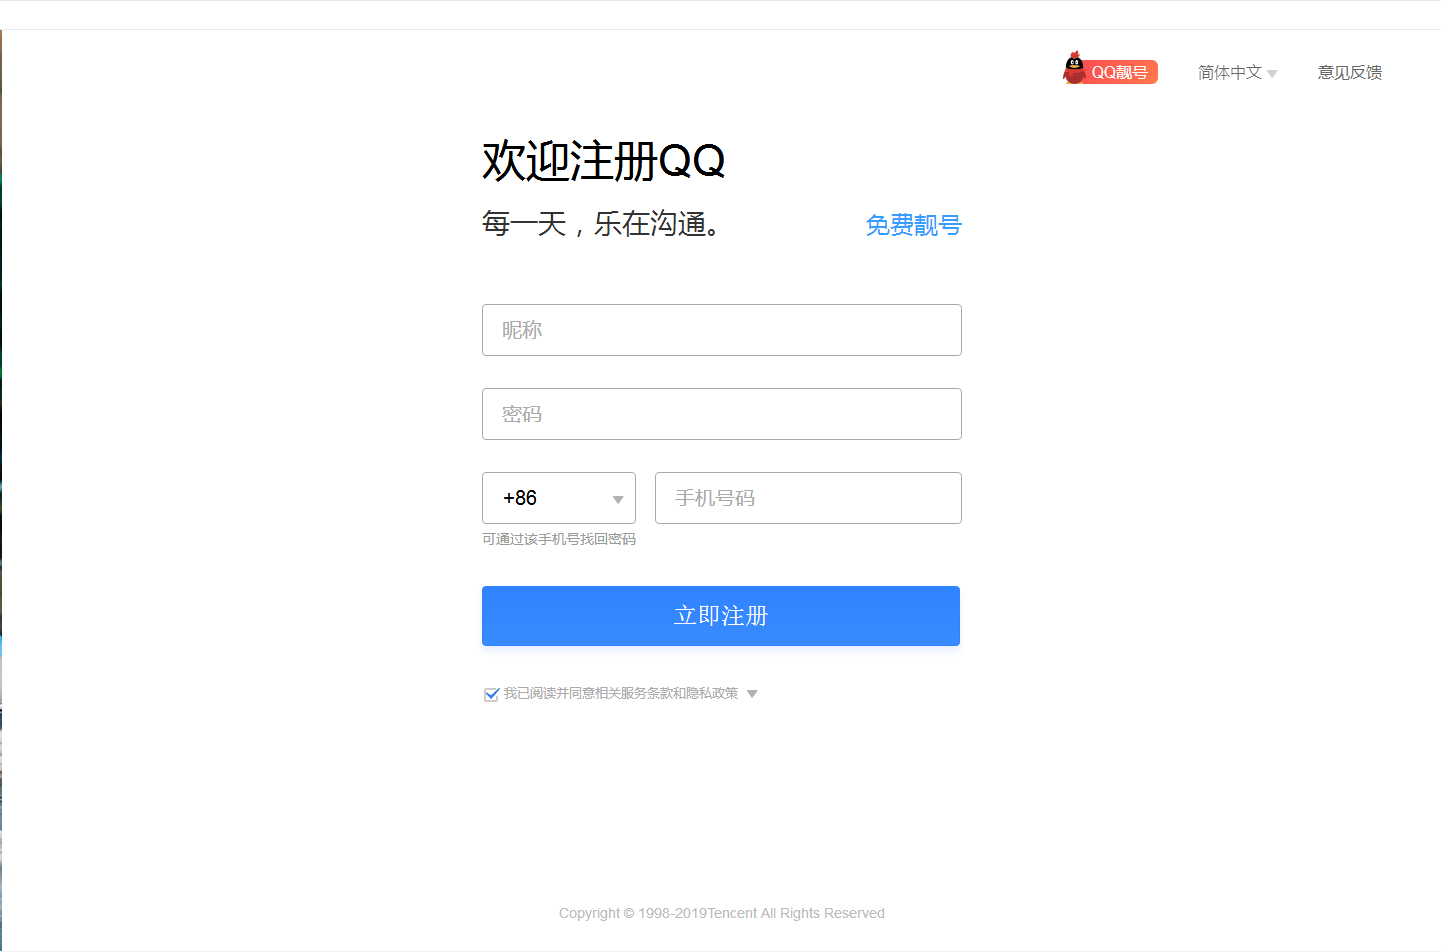 QQ靓号 简体中文 意见反馈
欢迎注册QQ
每一天，乐在沟通。 免费靓号
昵称
密码
+86 手机号码
可通过该手机号找回密码
立即注册
我已阅读并同意相关服务条款和隐私政策
Copyright © 1998-2019Tencent All Rights Reserved